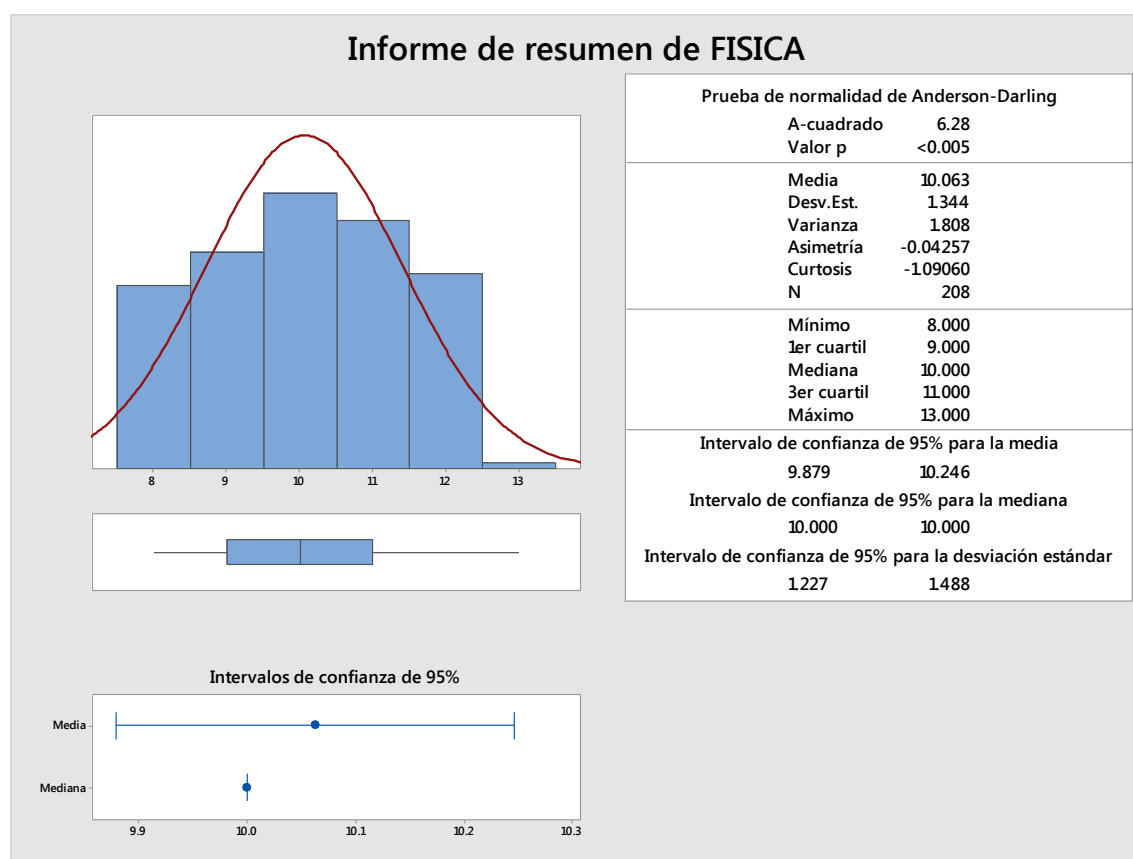 Informe de resumen de FISICA
8 9 10 11 12 13
Intervalos de confianza de 95%
Media
Mediana
9.9 10.0 10.1 10.2 10.3
Prueba de normalidad de Anderson-Darling
A-cuadrado 6.28
Valor p <0.005
Media 10.063
Desv.Est. 1.344
Varianza 1.808
Asimetría -0.04257
Curtosis -1.09060
N 208
Mínimo 8.000
1er cuartil 9.000
Mediana 10.000
3er cuartil 11.000
Máximo 13.000
Intervalo de confianza de 95% para la media
9.879 10.246
Intervalo de confianza de 95% para la mediana
10.000 10.000
Intervalo de confianza de 95% para la desviación estándar
1.227 1.488